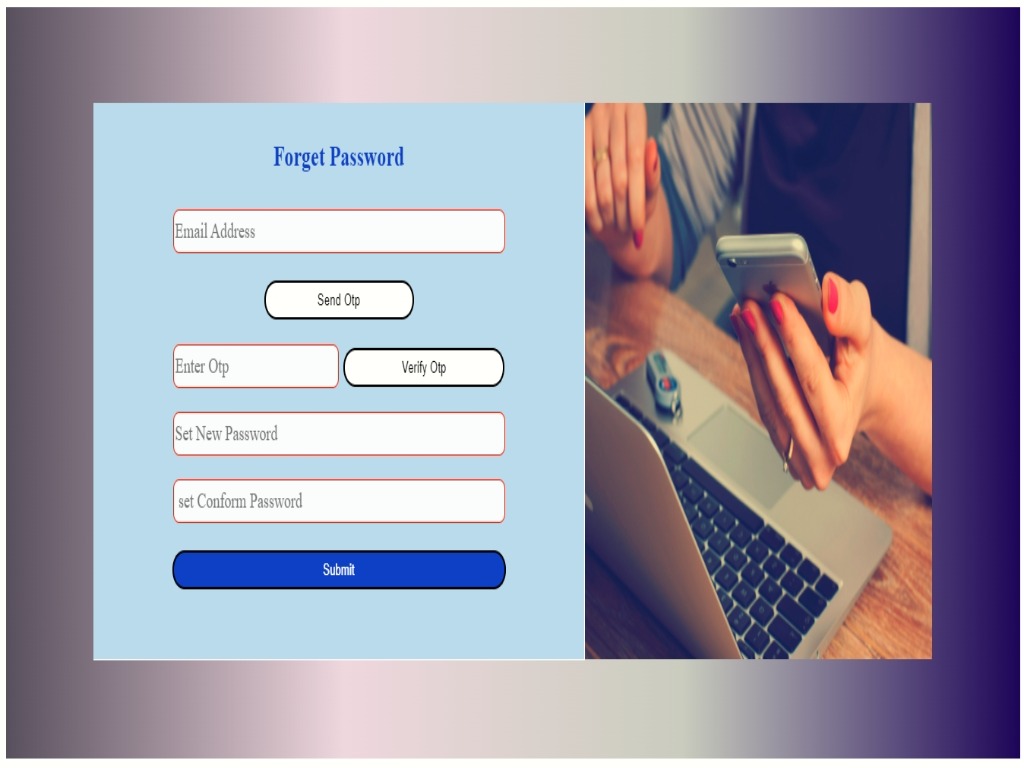 Forget Password
Email Address
Send Otp
Enter Otp
Verify Otp
Set New Password
set Conform Password
Submit